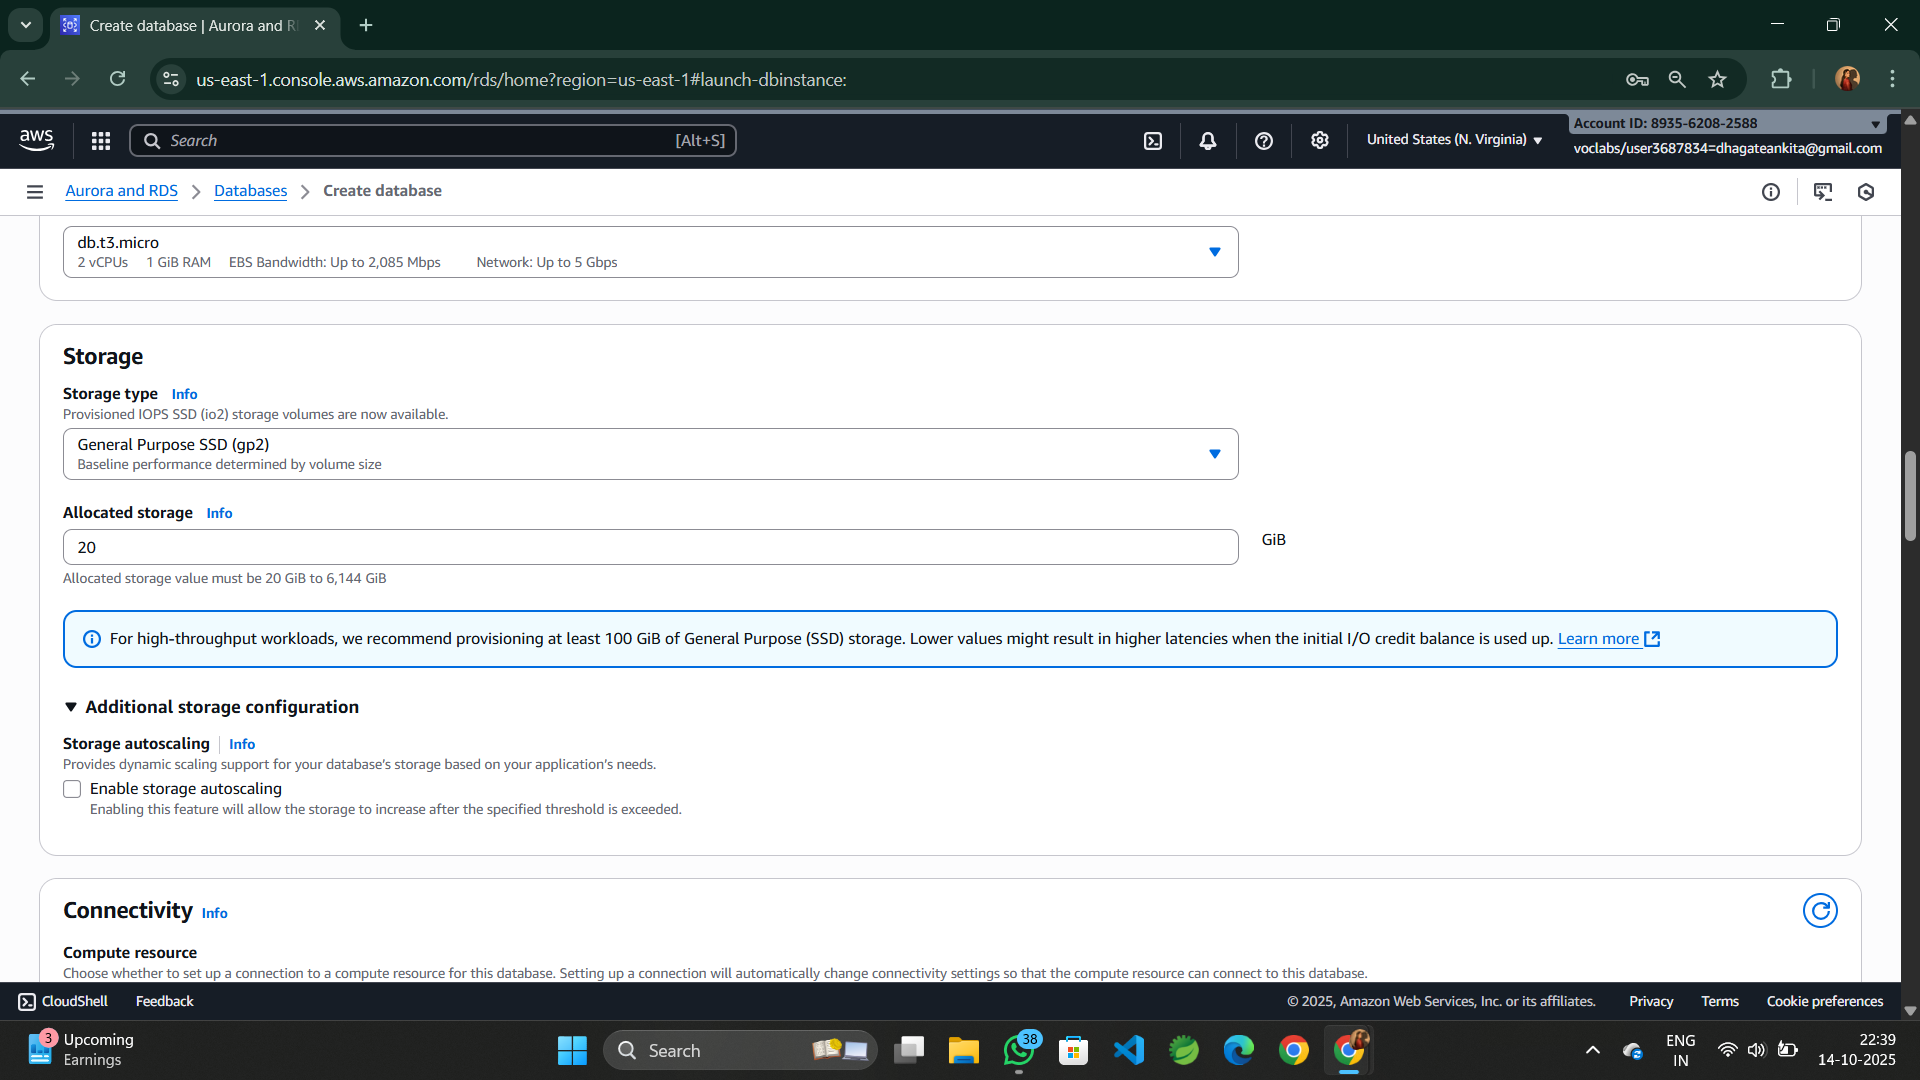 Create database | Aurora and R
us-east-1.console.aws.amazon.com/rds/home?region=us-east-1#launch-dbinstance:
aws
Search
[Alt+S]
United States (N. Virginia)
Account ID: 8935-6208-2588
voclabs/user3687834=dhagateankita@gmail.com
Aurora and RDS
Databases
Create database
db.t3.micro
2 vCPUs 1 GiB RAM EBS Bandwidth: Up to 2,085 Mbps Network: Up to 5 Gbps
Storage
Storage type Info
Provisioned IOPS SSD (io2) storage volumes are now available.
General Purpose SSD (gp2)
Baseline performance determined by volume size
Allocated storage Info
20
GiB
Allocated storage value must be 20 GiB to 6,144 GiB
For high-throughput workloads, we recommend provisioning at least 100 GiB of General Purpose (SSD) storage. Lower values might result in higher latencies when the initial I/O credit balance is used up. Learn more
Additional storage configuration
Storage autoscaling Info
Provides dynamic scaling support for your database's storage based on your application's needs.
Enable storage autoscaling
Enabling this feature will allow the storage to increase after the specified threshold is exceeded.
Connectivity Info
Compute resource
Choose whether to set up a connection to a compute resource for this database. Setting up a connection will automatically change connectivity settings so that the compute resource can connect to this database.
CloudShell
Feedback
© 2025, Amazon Web Services, Inc. or its affiliates.
Privacy
Terms
Cookie preferences
3
Upcoming
Earnings
Search
38
ENG
IN
22:39
14-10-2025